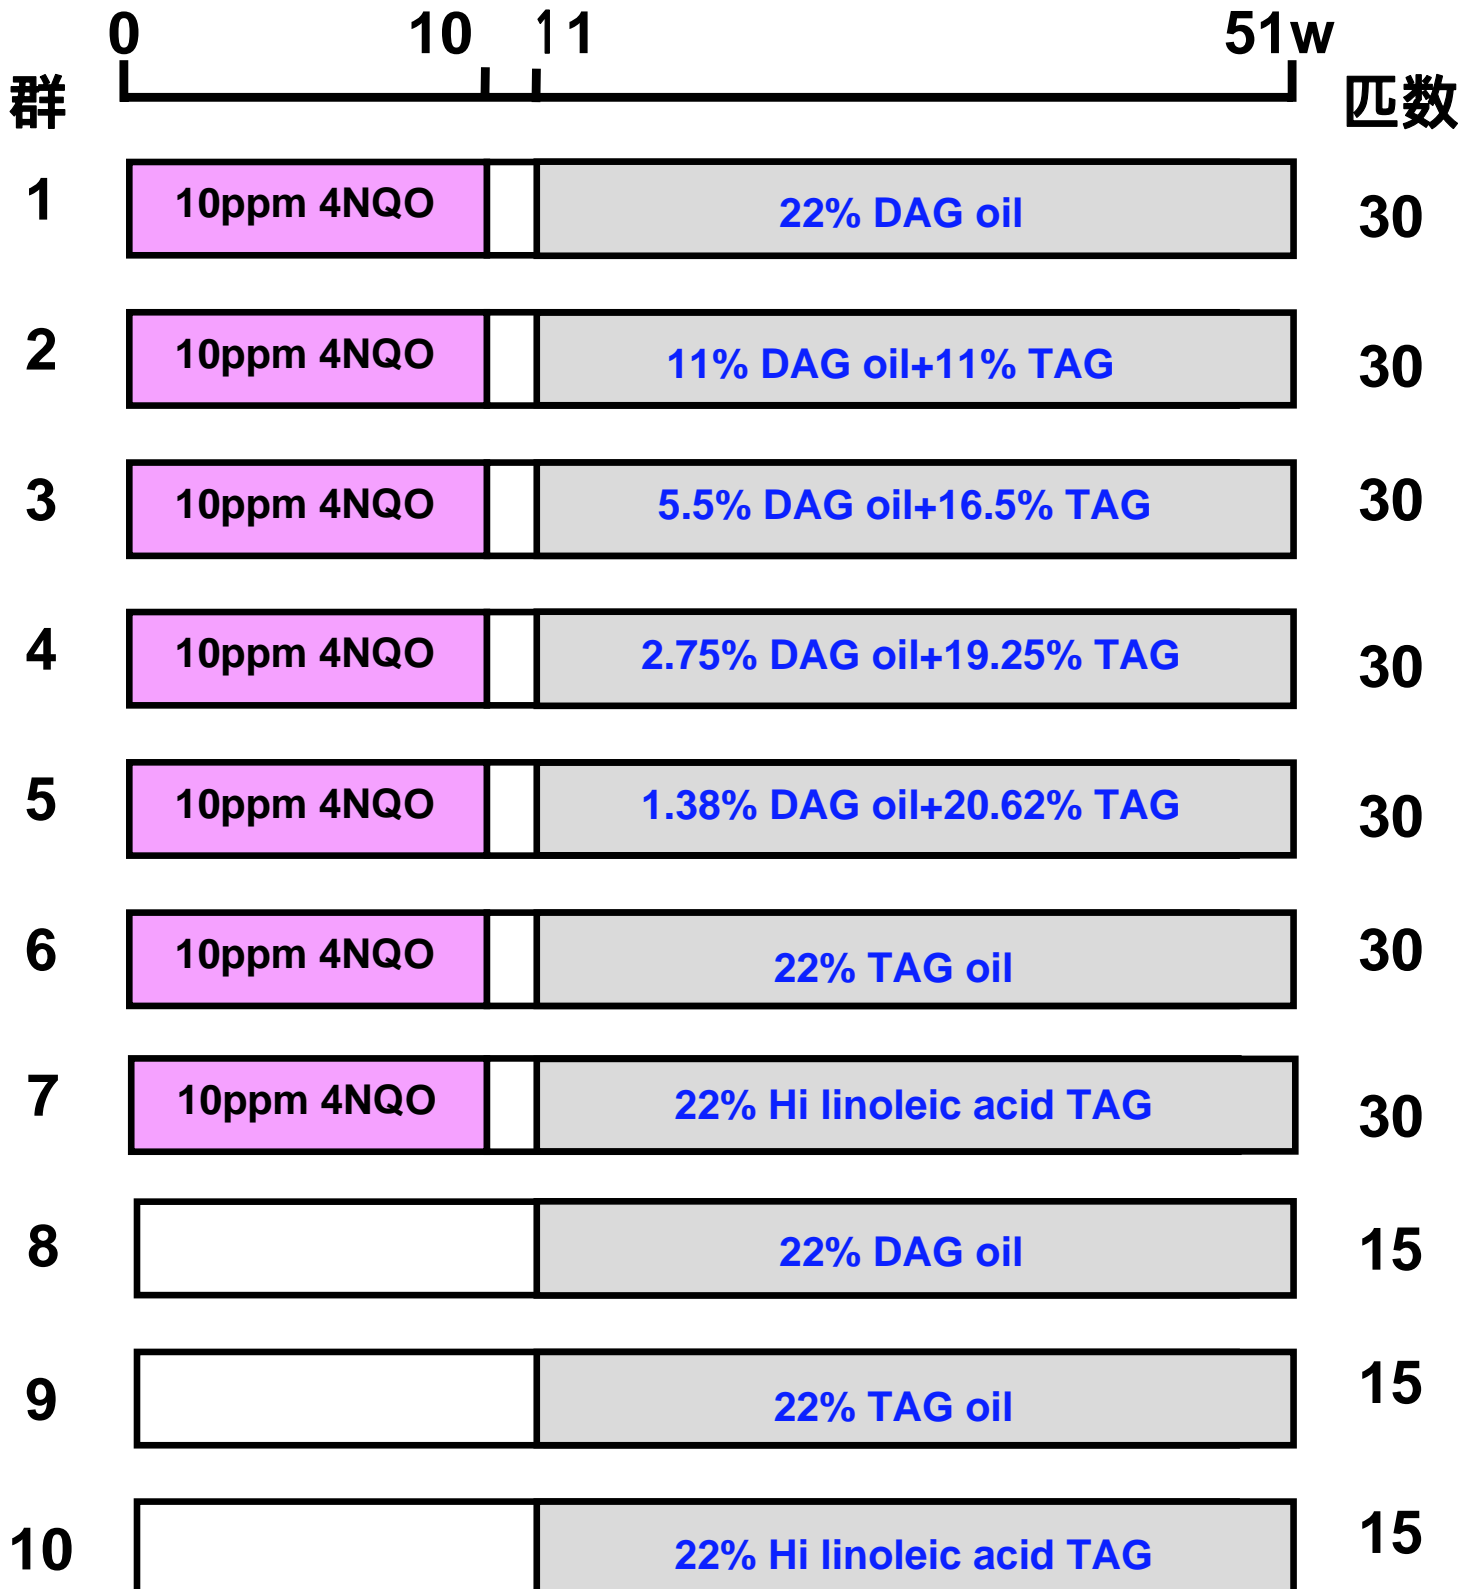 0 10 11 51w
群 匹数
1 10ppm 4NQO 22% DAG oil 30
2 10ppm 4NQO 11% DAG oil+11% TAG 30
3 10ppm 4NQO 5.5% DAG oil+16.5% TAG 30
4 10ppm 4NQO 2.75% DAG oil+19.25% TAG 30
5 10ppm 4NQO 1.38% DAG oil+20.62% TAG 30
6 10ppm 4NQO 22% TAG oil 30
7 10ppm 4NQO 22% Hi linoleic acid TAG 30
8 22% DAG oil 15
9 22% TAG oil 15
10 22% Hi linoleic acid TAG 15